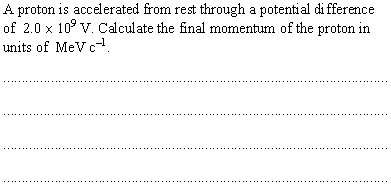 A proton is accelerated from rest through a potential difference
of 2.0 × 10⁹ V. Calculate the final momentum of the proton in
units of MeV c⁻¹.